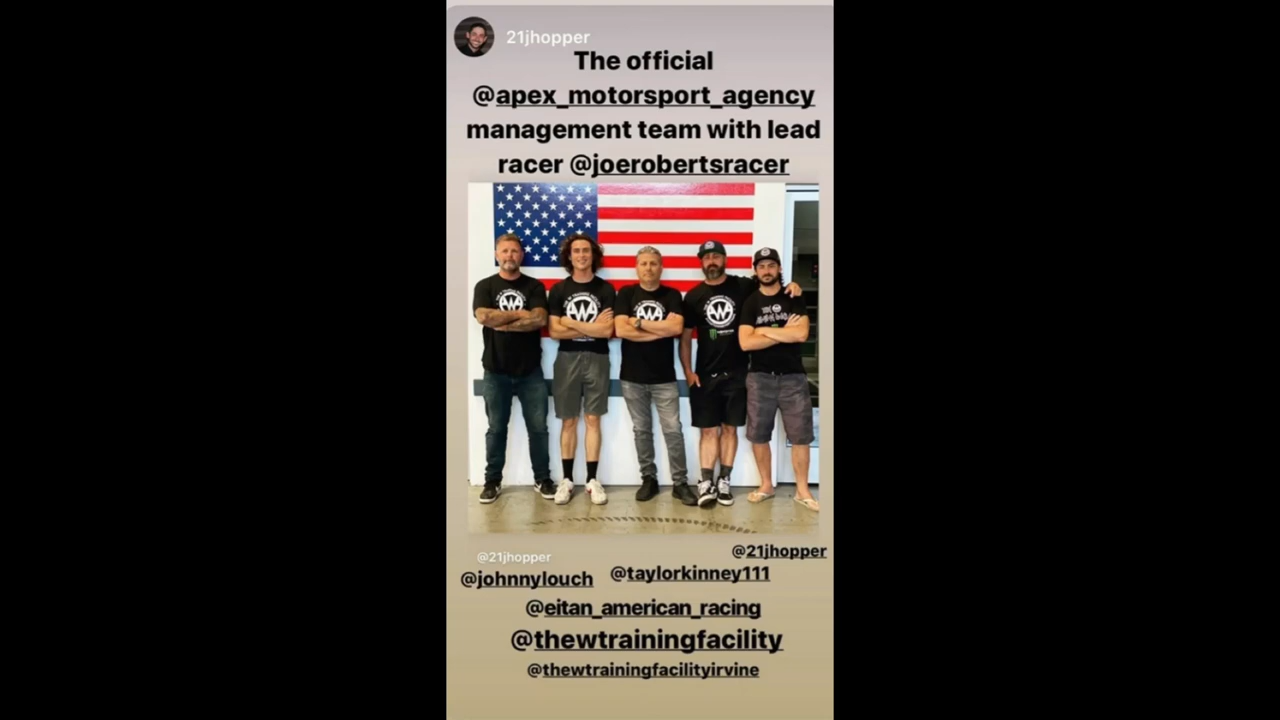 21jhopper
The official
@apex_motorsport_agency
management team with lead
racer @joerobertsracer
@21jhopper
@21jhopper
@johnnylouch
@taylorkinney111
@eitan_american_racing
@thewtrainingfacility
@thewtrainingfacilityirvine